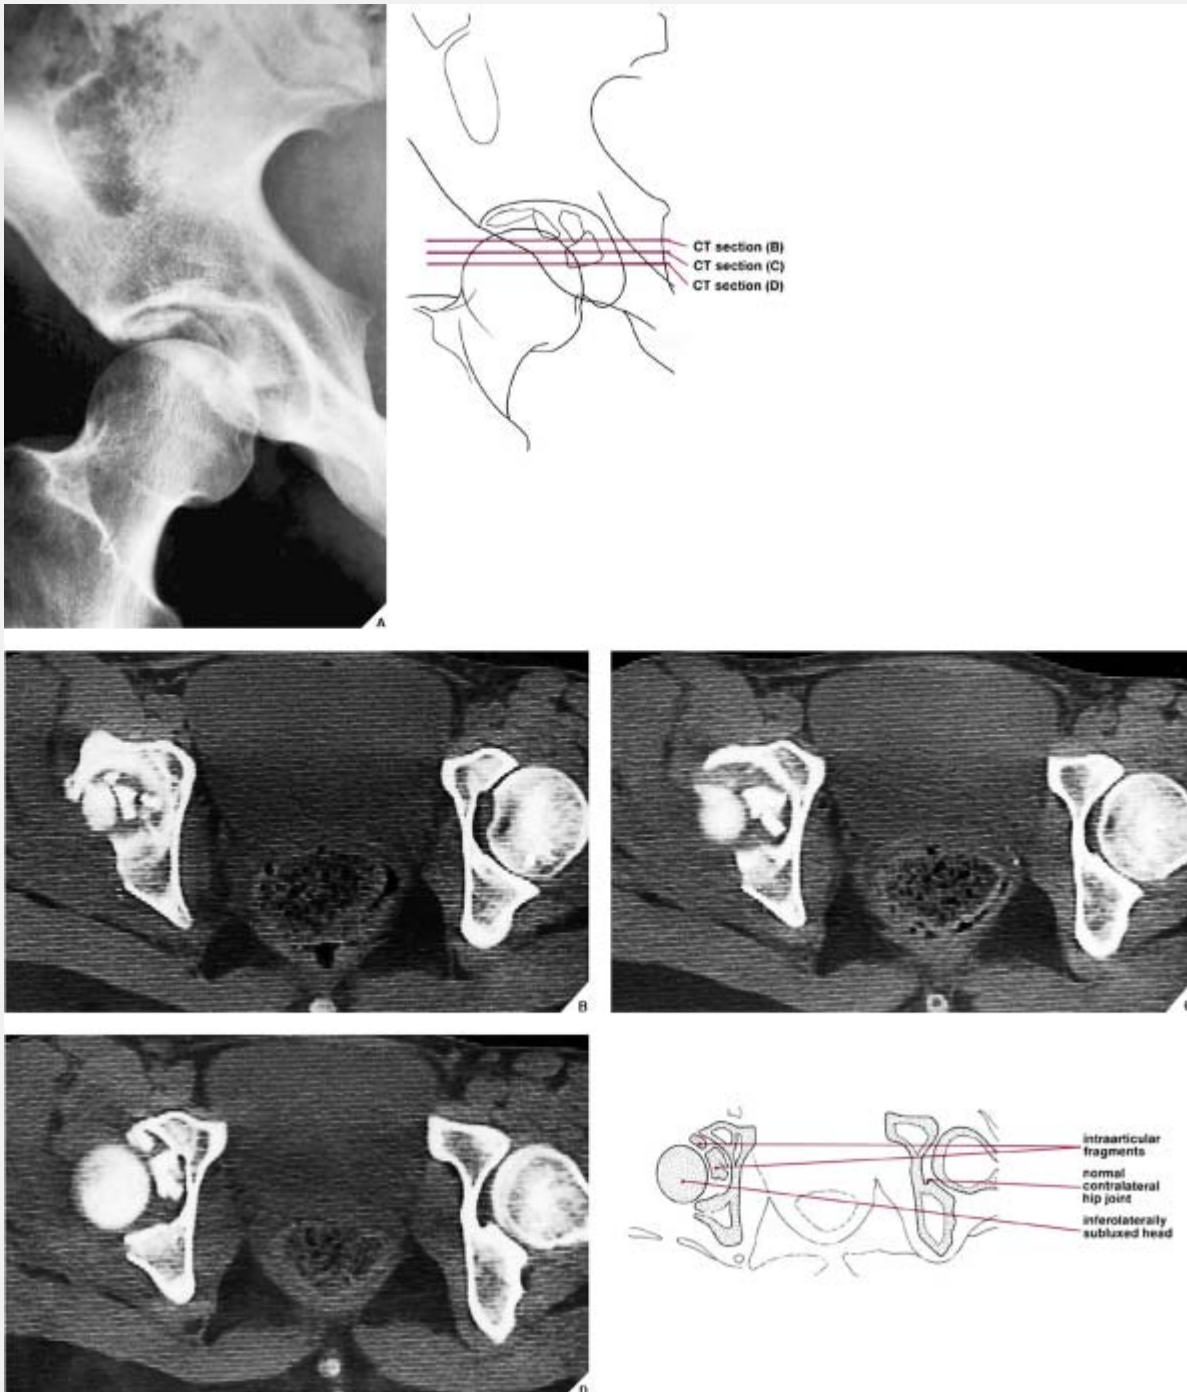 A
CT section (B)
CT section (C)
CT section (D)
B
D
intraarticular
fragments
normal
contralateral
hip joint
inferolaterally
subluxed head